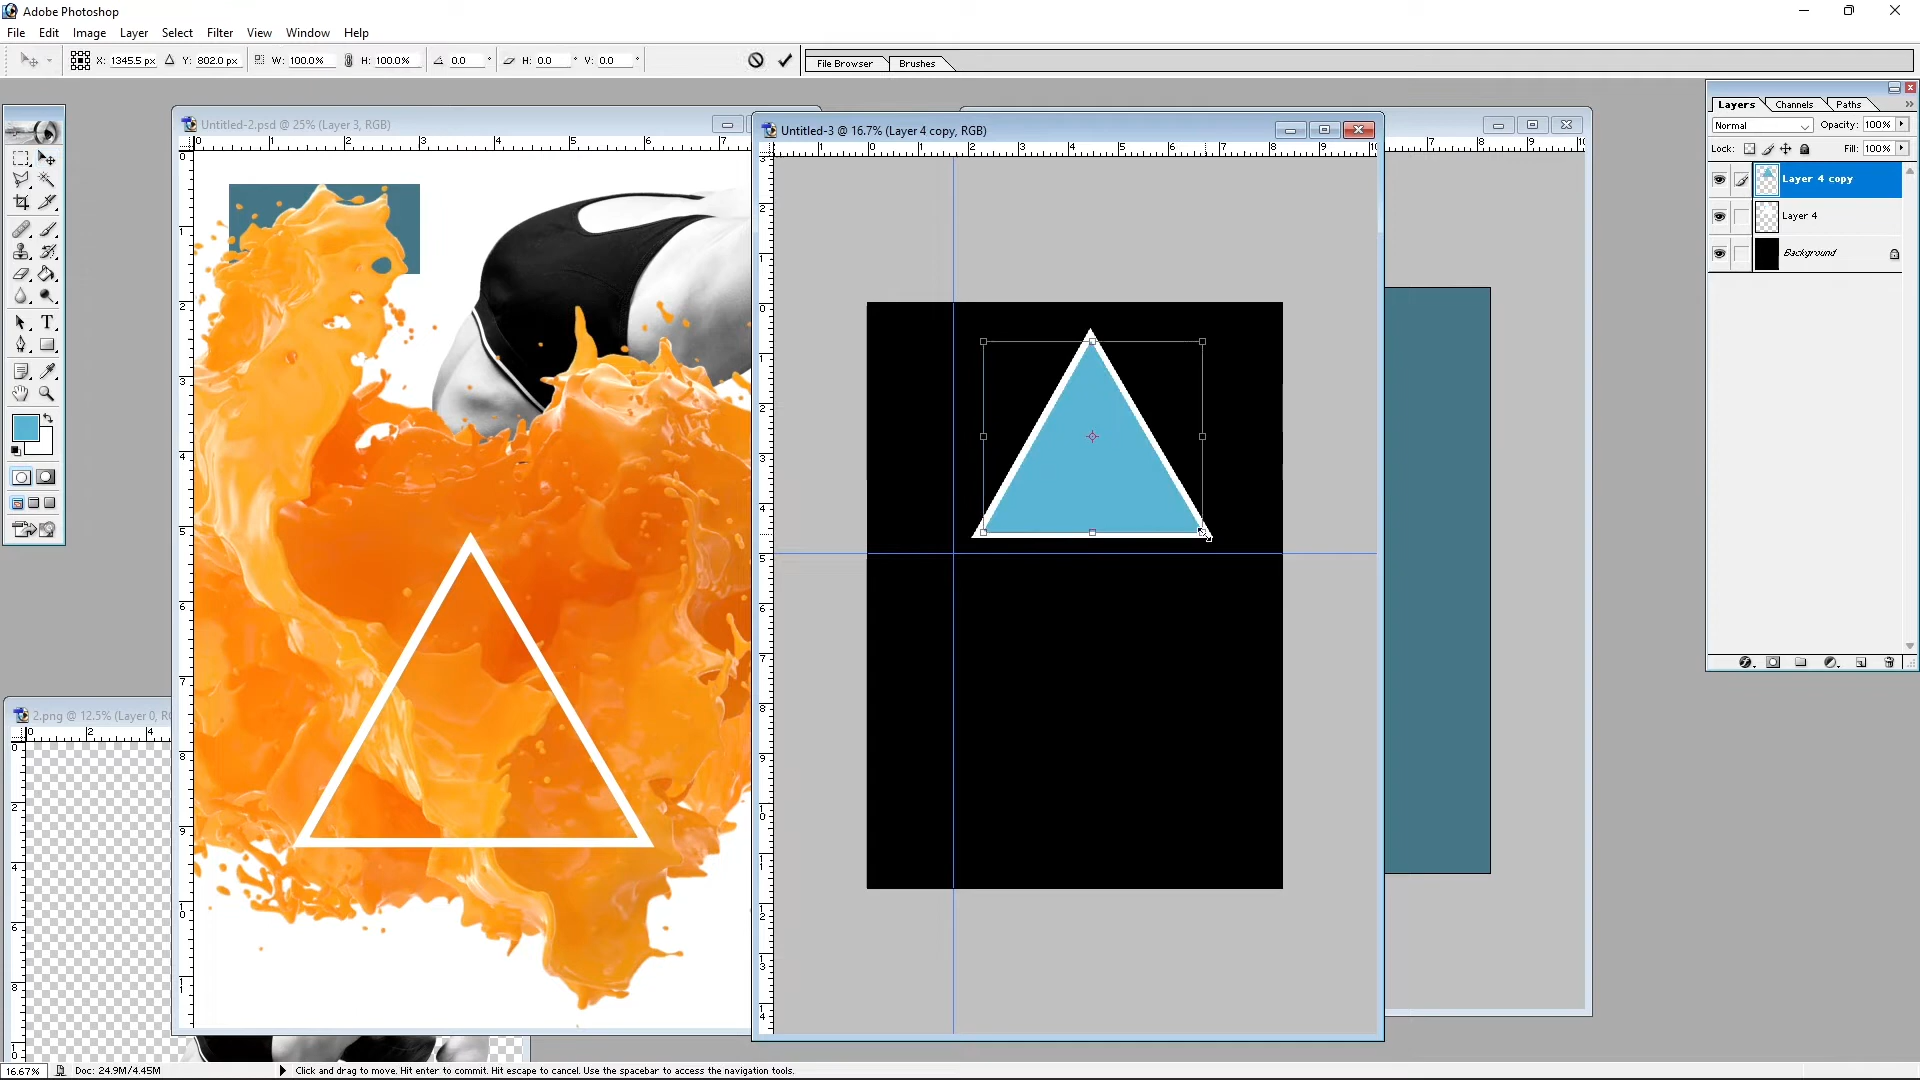 Adobe Photoshop
File Edit Image Layer Select Filter View Window Help
X: 1345.5 px Y: 802.0 px W: 100.0% H: 100.0% 0.0 ° H: 0.0 ° V: 0.0 °
File Browser Brushes
Untitled-2.psd @ 25% (Layer 3, RGB)
Untitled-3 @ 16.7% (Layer 4 copy, RGB)
Layers Channels Paths
Normal Opacity: 100%
Lock: Fill: 100%
Layer 4 copy
Layer 4
Background
2.png @ 12.5% (Layer 0, RG
16.67% Doc: 24.9M/4.45M Click and drag to move. Hit enter to commit. Hit escape to cancel. Use the spacebar to access the navigation tools.